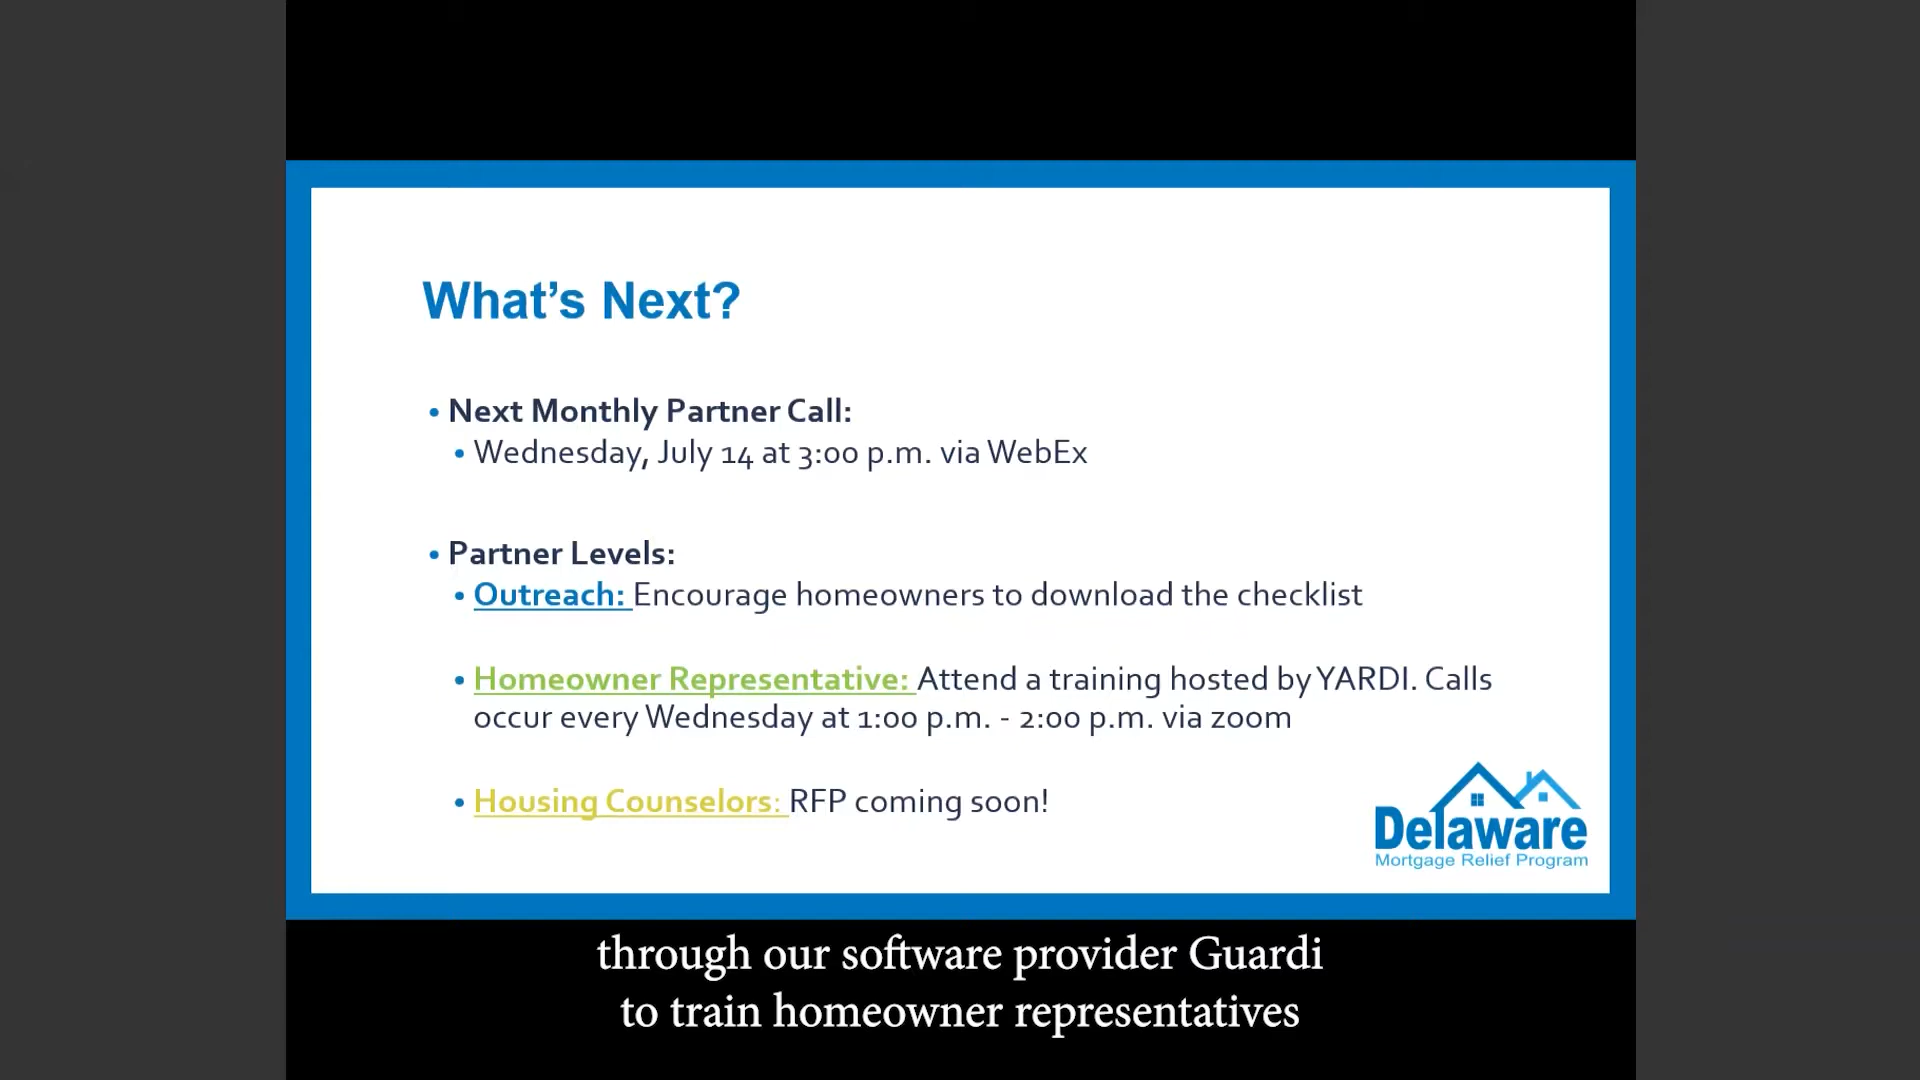 What’s Next?
• Next Monthly Partner Call:
• Wednesday, July 14 at 3:00 p.m. via WebEx
• Partner Levels:
• Outreach: Encourage homeowners to download the checklist
• Homeowner Representative: Attend a training hosted by YARDI. Calls
occur every Wednesday at 1:00 p.m. - 2:00 p.m. via zoom
• Housing Counselors: RFP coming soon!
Delaware
Mortgage Relief Program
through our software provider Guardi
to train homeowner representatives